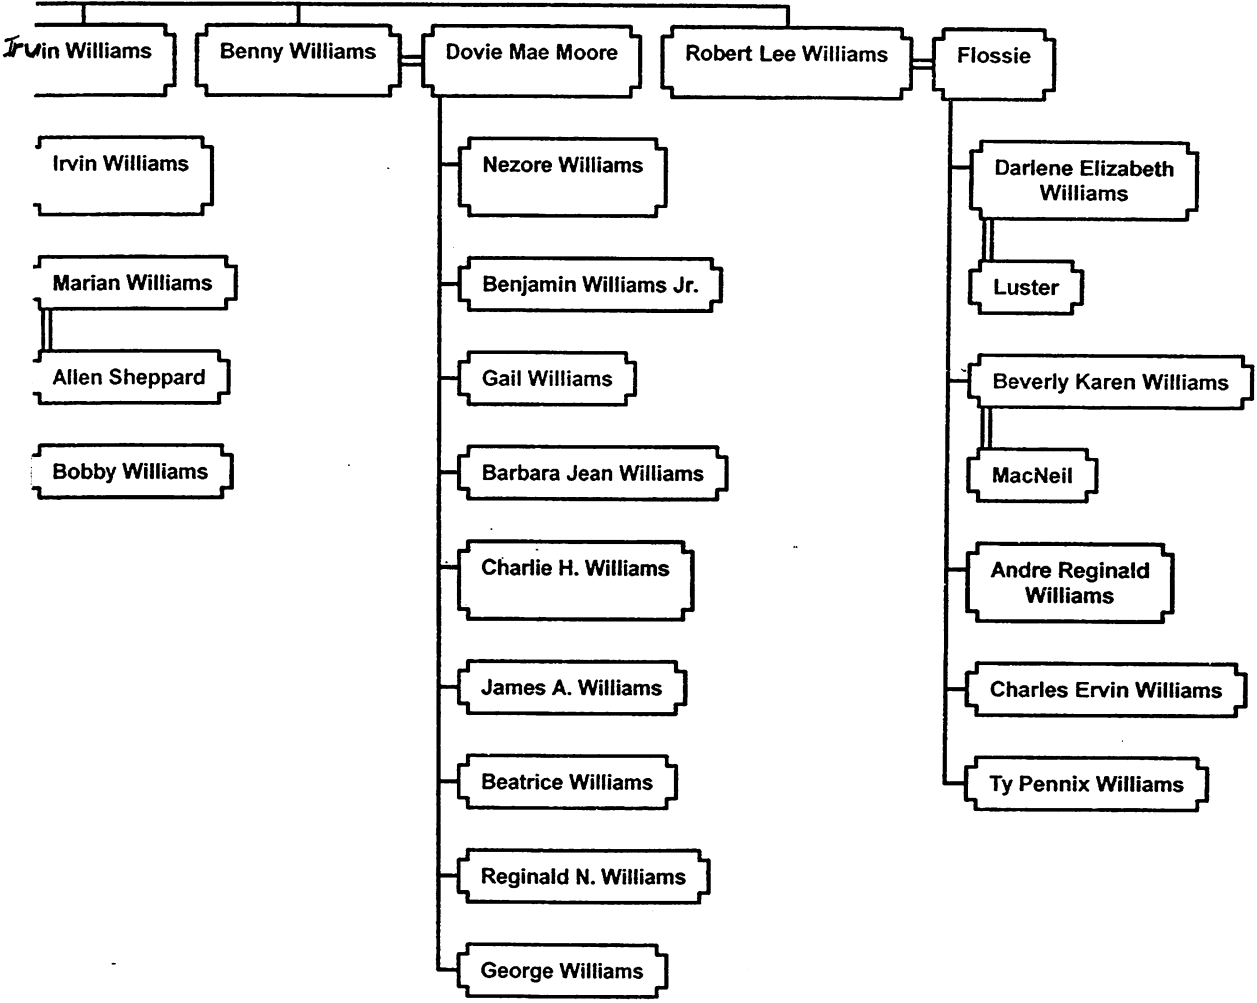 Irvin Williams
Benny Williams
Dovie Mae Moore
Robert Lee Williams
Flossie
Irvin Williams
Marian Williams
Allen Sheppard
Bobby Williams
Nezore Williams
Benjamin Williams Jr.
Gail Williams
Barbara Jean Williams
Charlie H. Williams
James A. Williams
Beatrice Williams
Reginald N. Williams
George Williams
Darlene Elizabeth
Williams
Luster
Beverly Karen Williams
MacNeil
Andre Reginald
Williams
Charles Ervin Williams
Ty Pennix Williams